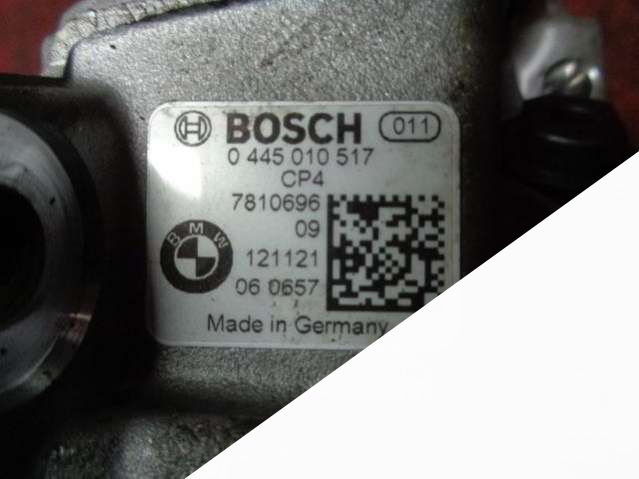 BOSCH 011
0 445 010 517
CP4
7810696
09
BMW
121121
06 0657
Made in Germany